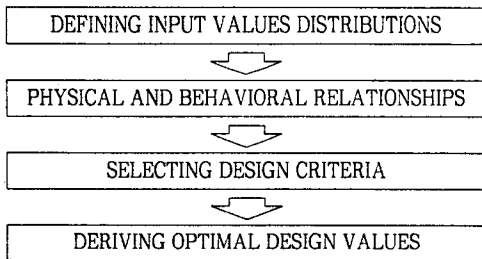 DEFINING INPUT VALUES DISTRIBUTIONS
PHYSICAL AND BEHAVIORAL RELATIONSHIPS
SELECTING DESIGN CRITERIA
DERIVING OPTIMAL DESIGN VALUES